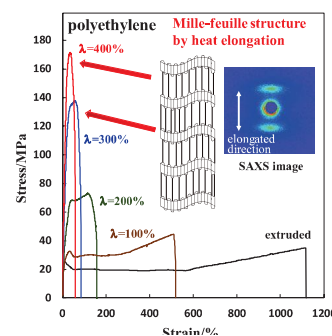 polyethylene
Mille-feuille structure
by heat elongation
λ=400%
λ=300%
λ=200%
λ=100%
extruded
elongated
direction
SAXS image
Stress/MPa
180
160
140
120
100
80
60
40
20
0
0
200
400
600
800
1000
120
Strain/%